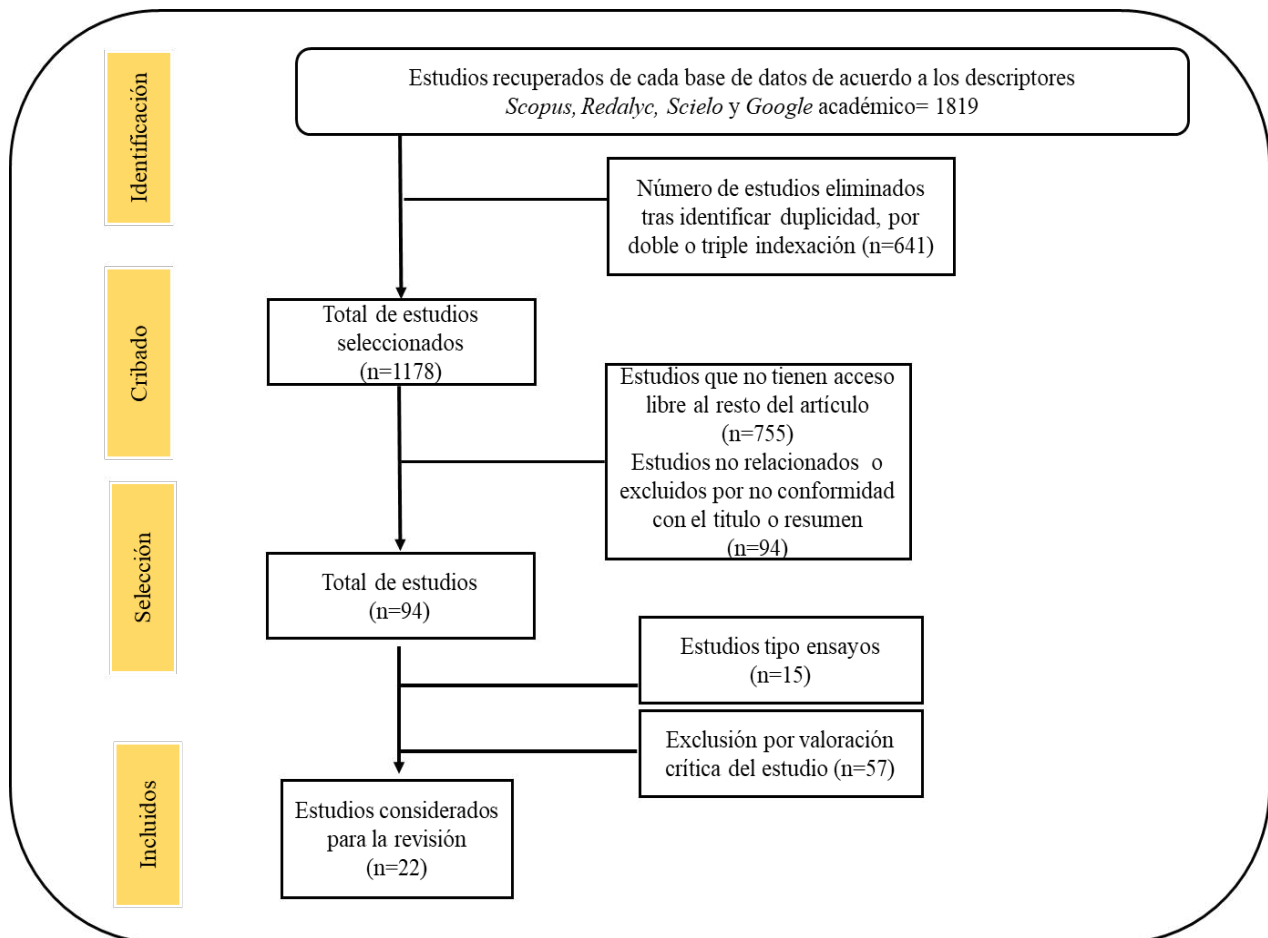 Identificación
Estudios recuperados de cada base de datos de acuerdo a los descriptores
Scopus, Redalyc, Scielo y Google académico= 1819
Número de estudios eliminados
tras identificar duplicidad, por
doble o triple indexación (n=641)
Cribado
Total de estudios
seleccionados
(n=1178)
Estudios que no tienen acceso
libre al resto del artículo
(n=755)
Estudios no relacionados o
excluidos por no conformidad
con el titulo o resumen
(n=94)
Selección
Total de estudios
(n=94)
Estudios tipo ensayos
(n=15)
Exclusión por valoración
crítica del estudio (n=57)
Incluidos
Estudios considerados
para la revisión
(n=22)